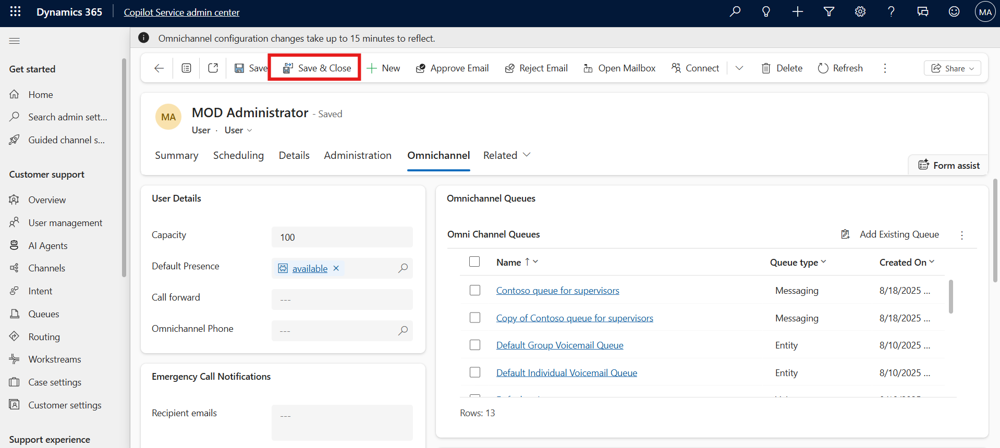 Dynamics 365
Copilot Service admin center
MA
Omnichannel configuration changes take up to 15 minutes to reflect.
Save
Save & Close
New
Approve Email
Reject Email
Open Mailbox
Connect
Delete
Refresh
Share
Get started
Home
Search admin sett...
Guided channel s...
Customer support
Overview
User management
AI Agents
Channels
Intent
Queues
Routing
Workstreams
Case settings
Customer settings
Support experience
MA
MOD Administrator - Saved
User · User
Summary
Scheduling
Details
Administration
Omnichannel
Related
Form assist
User Details
Capacity
100
Default Presence
available
Call forward
---
Omnichannel Phone
---
Emergency Call Notifications
Recipient emails
---
Omnichannel Queues
Omni Channel Queues
Add Existing Queue
Name ↑
Queue type
Created On
Contoso queue for supervisors
Messaging
8/18/2025 ...
Copy of Contoso queue for supervisors
Messaging
8/18/2025 ...
Default Group Voicemail Queue
Entity
8/10/2025 ...
Default Individual Voicemail Queue
Entity
8/10/2025 ...
Rows: 13